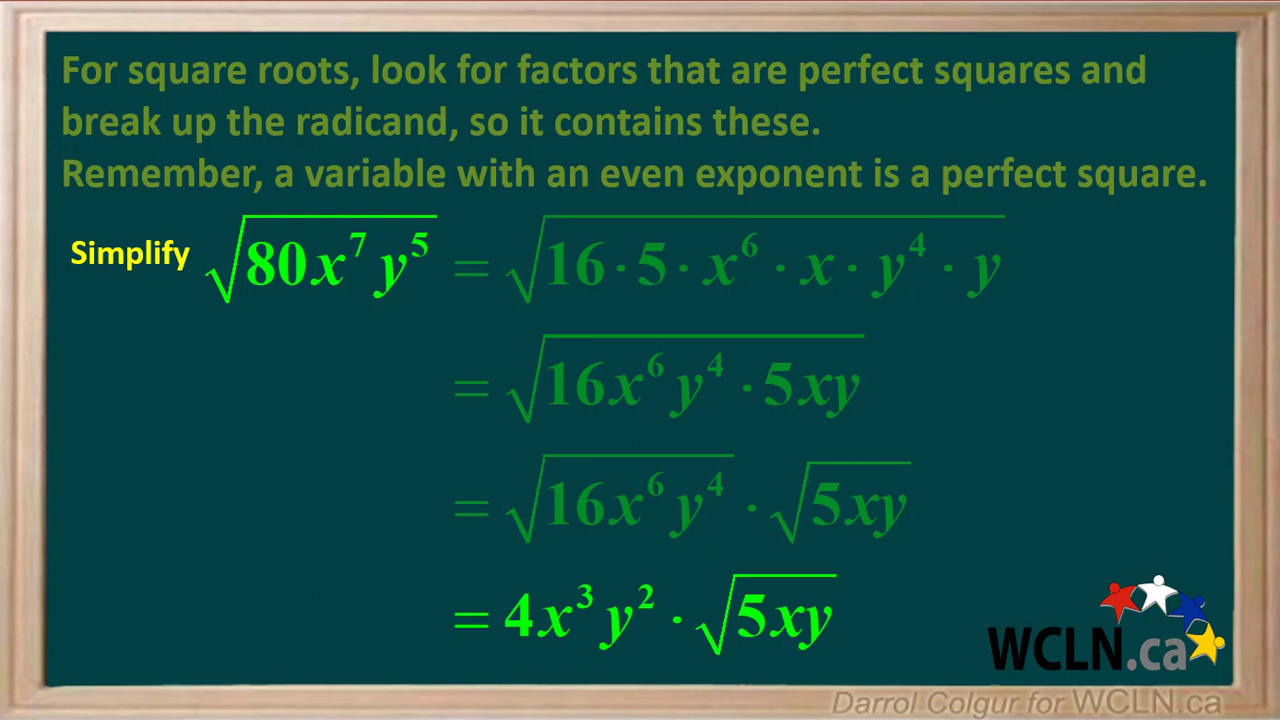 For square roots, look for factors that are perfect squares and
break up the radicand, so it contains these.
Remember, a variable with an even exponent is a perfect square.
Simplify √(80x⁷y⁵) = √(16·5·x⁶·x·y⁴·y)
= √(16x⁶y⁴·5xy)
= √(16x⁶y⁴)·√(5xy)
= 4x³y²·√(5xy)
WCLN.ca
Darrol Colgur for WCLN.ca